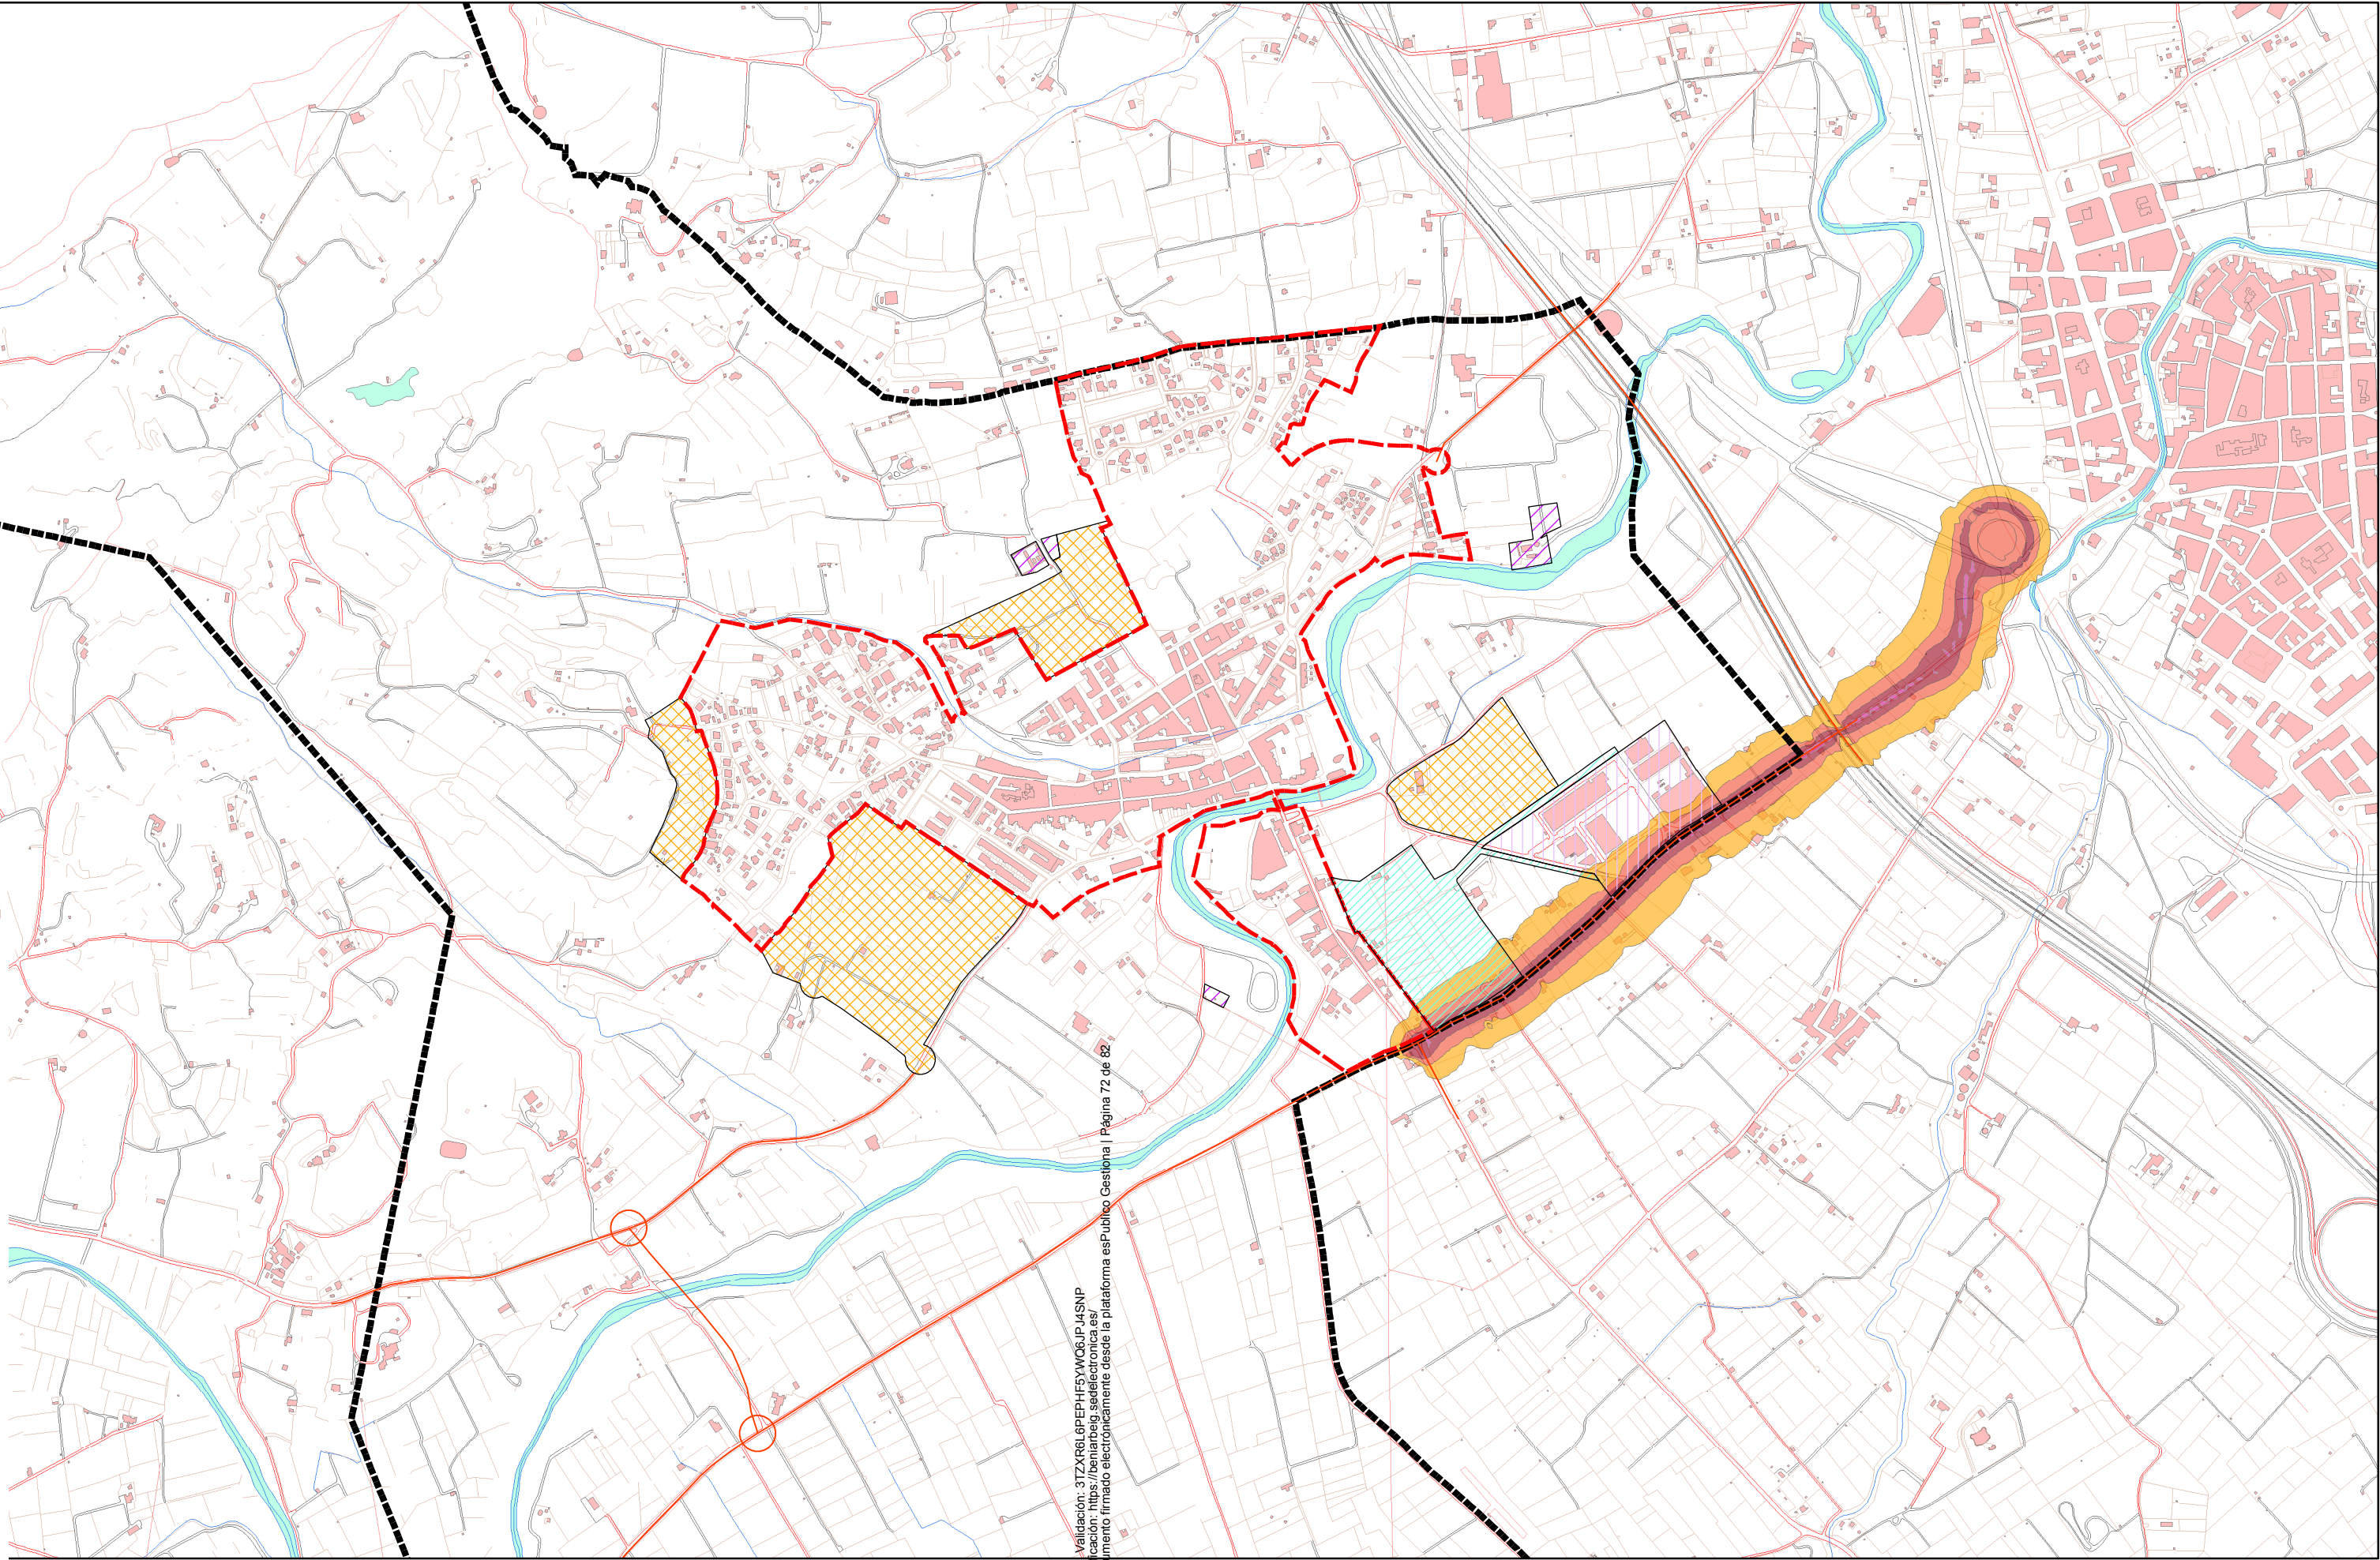 Validación: 3TZXR6L6PEPHF5YWQ6JPJ4SNP
icación: https://beniarbeig.sedelectronica.es/
umento firmado electrónicamente desde la plataforma esPublico Gestiona | Página 72 de 82